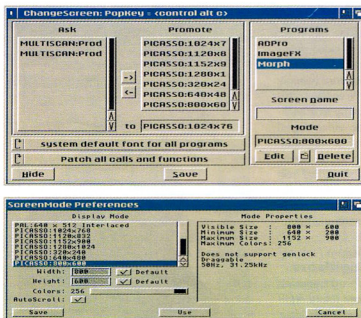 ChangeScreen: PopKey = <control alt c>
Ask
Promote
Programs
MULTISCAN:Prod
MULTISCAN:Prod
PICASSO:1024x7
PICASSO:1120x8
PICASSO:1152x9
PICASSO:1280x1
PICASSO:320x24
PICASSO:640x48
PICASSO:800x60
->
<-
to
PICASSO:1024x76
ADPro
ImageFX
Morph
Screen name
Mode
PICASSO:800x600
Edit
Delete
system default font for all programs
Patch all calls and functions
Hide
Save
Quit
ScreenMode Preferences
Display Mode
PAL:640 x 512 Interlaced
PICASSO:1024x768
PICASSO:1120x832
PICASSO:1152x900
PICASSO:1280x1024
PICASSO:320x240
PICASSO:640x480
PICASSO:800x600
Width: 800 Default
Height: 600 Default
Colors: 256
AutoScroll:
Mode Properties
Visible Size : 800 x 600
Minimum Size : 640 x 200
Maximum Size : 1152 x 900
Maximum Colors: 256
Does not support genlock
Draggable
50Hz, 31.25kHz
Save
Use
Cancel